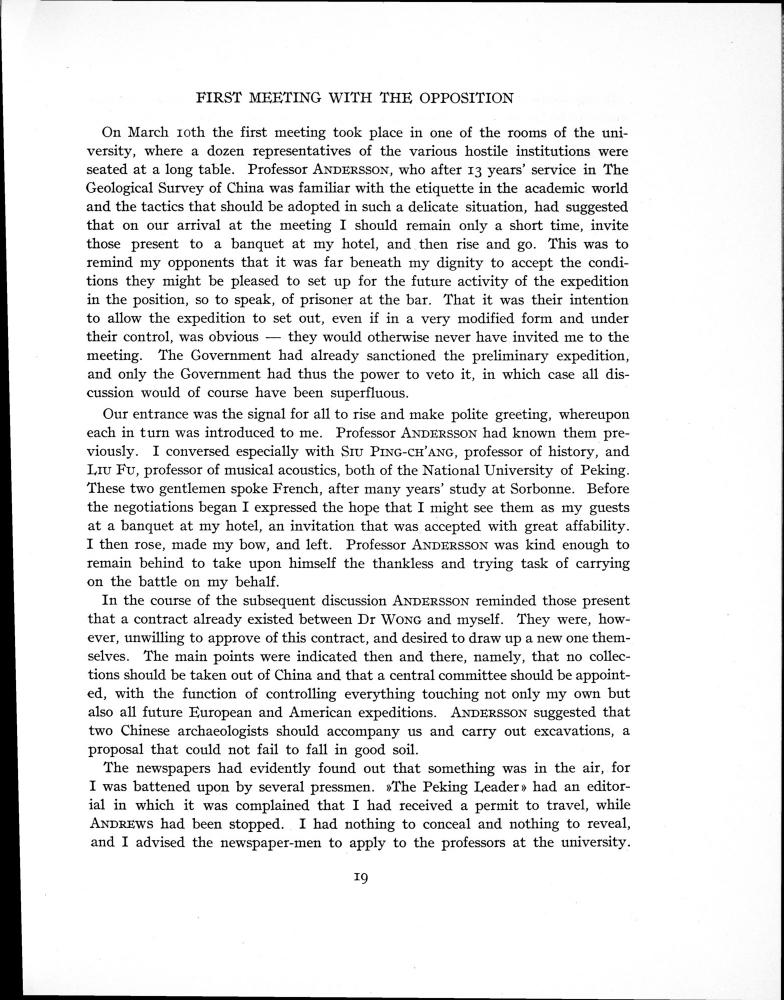 FIRST MEETING WITH THE OPPOSITION
On March 10th the first meeting took place in one of the rooms of the uni-
versity, where a dozen representatives of the various hostile institutions were
seated at a long table. Professor ANDERSSON, who after 13 years' service in The
Geological Survey of China was familiar with the etiquette in the academic world
and the tactics that should be adopted in such a delicate situation, had suggested
that on our arrival at the meeting I should remain only a short time, invite
those present to a banquet at my hotel, and then rise and go. This was to
remind my opponents that it was far beneath my dignity to accept the condi-
tions they might be pleased to set up for the future activity of the expedition
in the position, so to speak, of prisoner at the bar. That it was their intention
to allow the expedition to set out, even if in a very modified form and under
their control, was obvious — they would otherwise never have invited me to the
meeting. The Government had already sanctioned the preliminary expedition,
and only the Government had thus the power to veto it, in which case all dis-
cussion would of course have been superfluous.
Our entrance was the signal for all to rise and make polite greeting, whereupon
each in turn was introduced to me. Professor ANDERSSON had known them pre-
viously. I conversed especially with SIU PING-CH'ANG, professor of history, and
LIU FU, professor of musical acoustics, both of the National University of Peking.
These two gentlemen spoke French, after many years' study at Sorbonne. Before
the negotiations began I expressed the hope that I might see them as my guests
at a banquet at my hotel, an invitation that was accepted with great affability.
I then rose, made my bow, and left. Professor ANDERSSON was kind enough to
remain behind to take upon himself the thankless and trying task of carrying
on the battle on my behalf.
In the course of the subsequent discussion ANDERSSON reminded those present
that a contract already existed between Dr WONG and myself. They were, how-
ever, unwilling to approve of this contract, and desired to draw up a new one them-
selves. The main points were indicated then and there, namely, that no collec-
tions should be taken out of China and that a central committee should be appoint-
ed, with the function of controlling everything touching not only my own but
also all future European and American expeditions. ANDERSSON suggested that
two Chinese archaeologists should accompany us and carry out excavations, a
proposal that could not fail to fall in good soil.
The newspapers had evidently found out that something was in the air, for
I was battened upon by several pressmen. »The Peking Leader» had an editor-
ial in which it was complained that I had received a permit to travel, while
ANDREWS had been stopped. I had nothing to conceal and nothing to reveal,
and I advised the newspaper-men to apply to the professors at the university.
19